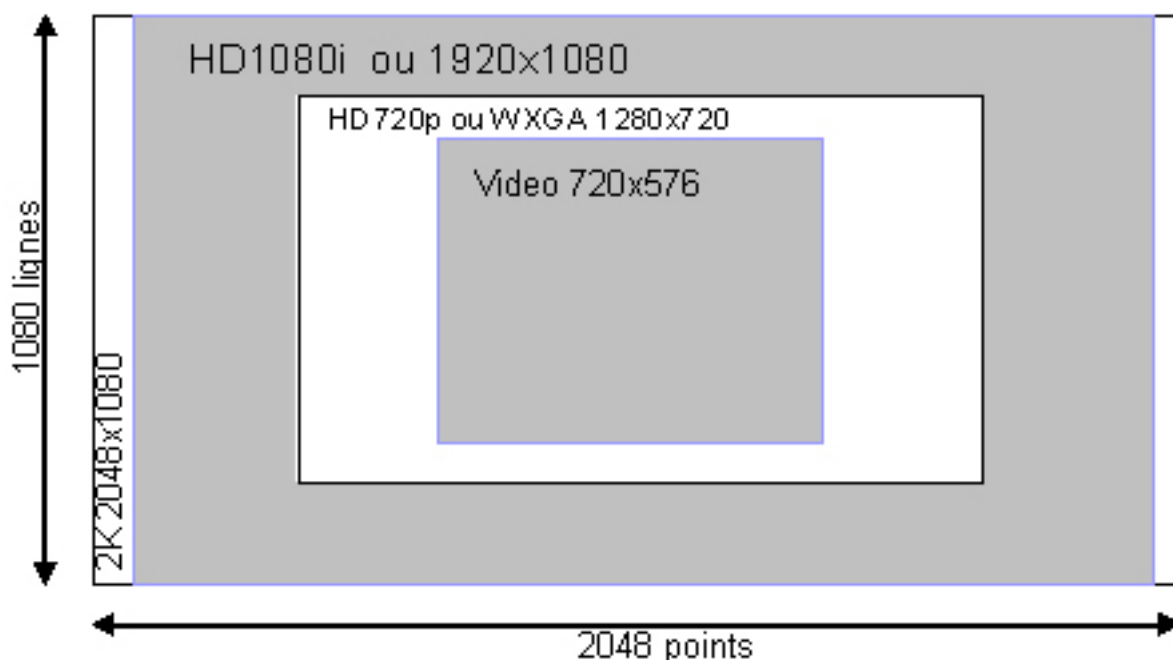 HD1080i ou 1920x1080
HD 720p ou WXGA 1280x720
Video 720x576
1080 lignes
2K 2048x1080
2048 points